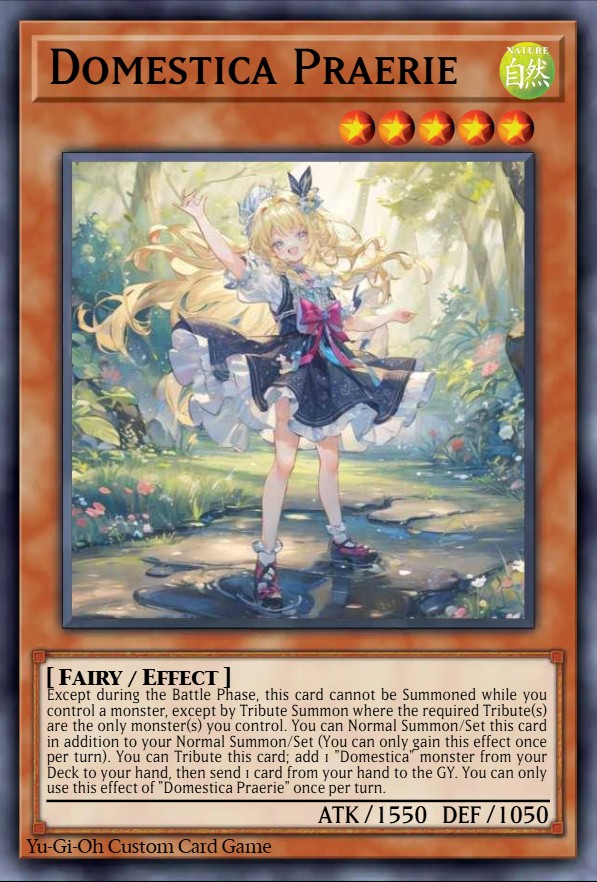 Domestica Praerie
NATURE
自然
[ Fairy / Effect ]
Except during the Battle Phase, this card cannot be Summoned while you
control a monster, except by Tribute Summon where the required Tribute(s)
are the only monster(s) you control. You can Normal Summon/Set this card
in addition to your Normal Summon/Set (You can only gain this effect once
per turn). You can Tribute this card; add 1 "Domestica" monster from your
Deck to your hand, then send 1 card from your hand to the GY. You can only
use this effect of "Domestica Praerie" once per turn.
ATK / 1550 DEF / 1050
Yu-Gi-Oh Custom Card Game